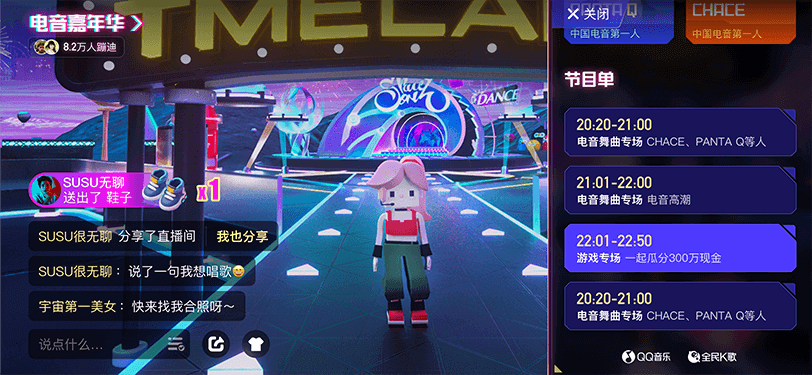 电音嘉年华
8.2万人蹦迪
TMELAND
DANCE
SUSU无聊
送出了 鞋子
x1
SUSU很无聊 分享了直播间 我也分享
SUSU很无聊：说了一句我想唱歌
宇宙第一美女：快来找我合照呀～
说点什么...
关闭
PANTA Q
CHACE
中国电音第一人
中国电音第一人
节目单
20:20-21:00
电音舞曲专场 CHACE、PANTA Q等人
21:01-22:00
电音舞曲专场 电音高潮
22:01-22:50
游戏专场 一起瓜分300万现金
20:20-21:00
电音舞曲专场 CHACE、PANTA Q等人
QQ音乐 全民K歌